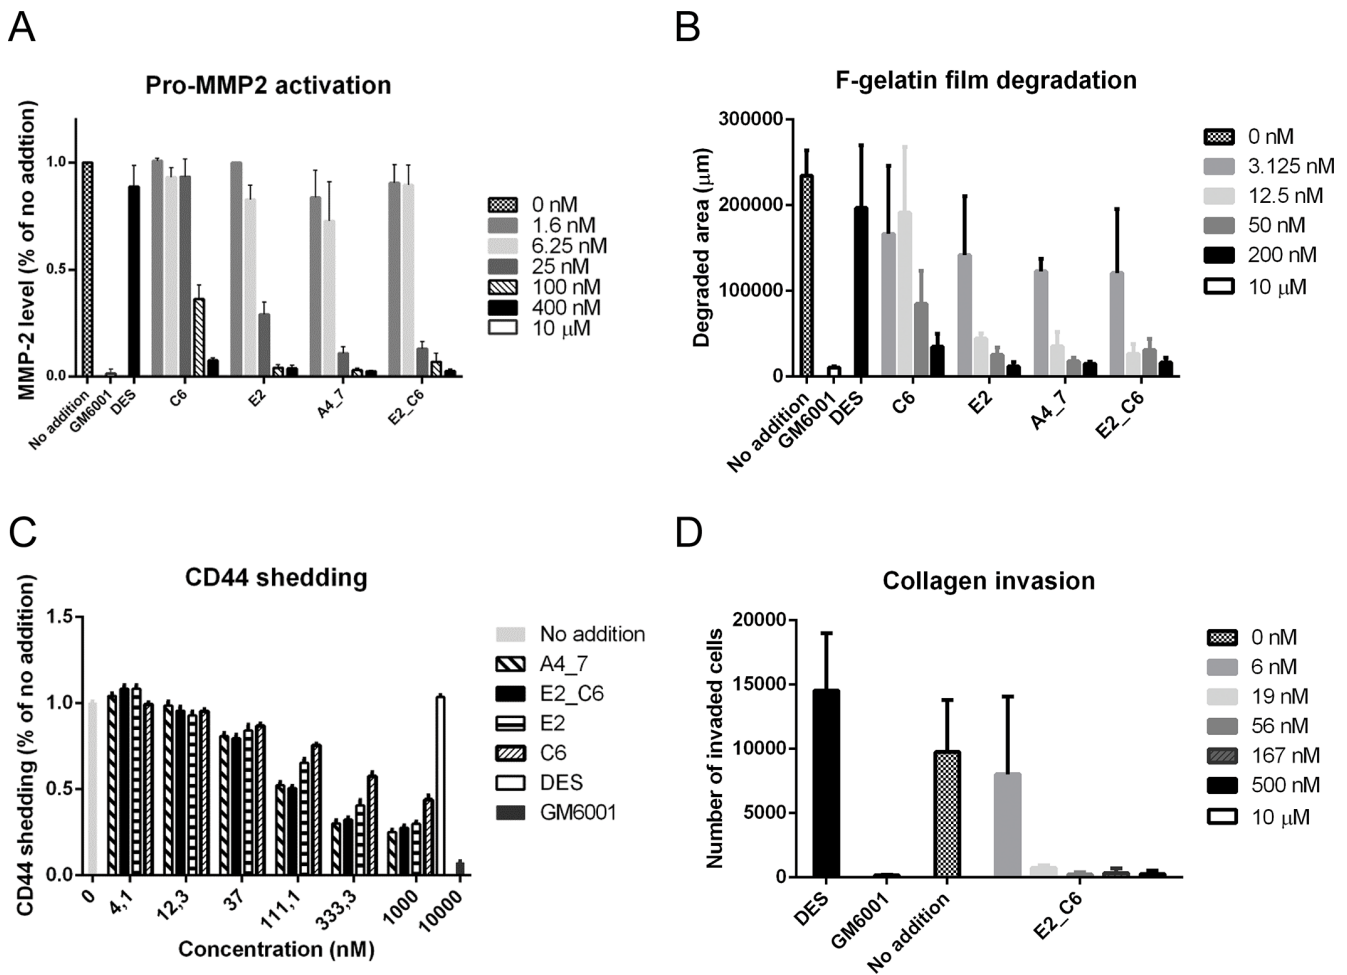 A
Pro-MMP2 activation
MMP-2 level (% of no addtion)
1.0
0.5
0.0
No addition
GM6001
DES
C6
E2
A4_7
E2_C6
0 nM
1.6 nM
6.25 nM
25 nM
100 nM
400 nM
10 μM
B
F-gelatin film degradation
Degraded area (μm)
300000
200000
100000
0
No addition
GM6001
DES
C6
E2
A4_7
E2_C6
0 nM
3.125 nM
12.5 nM
50 nM
200 nM
10 μM
C
CD44 shedding
CD44 shedding (% of no addition)
1.5
1.0
0.5
0.0
0
4,1
12,3
37
111,1
333,3
1000
10000
Concentration (nM)
No addition
A4_7
E2_C6
E2
C6
DES
GM6001
D
Collagen invasion
Number of invaded cells
20000
15000
10000
5000
0
DES
GM6001
No addition
E2_C6
0 nM
6 nM
19 nM
56 nM
167 nM
500 nM
10 μM